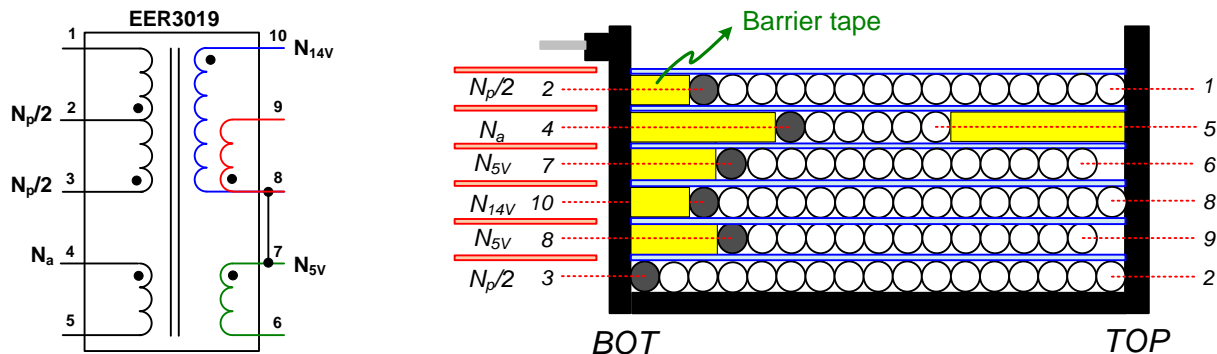 EER3019
1
10
N14V
2
Np/2
9
3
Np/2
8
4
Na
7
N5V
5
6
Barrier tape
Np/2 2 1
Na 4 5
N5V 7 6
N14V 10 8
N5V 8 9
Np/2 3 2
BOT TOP